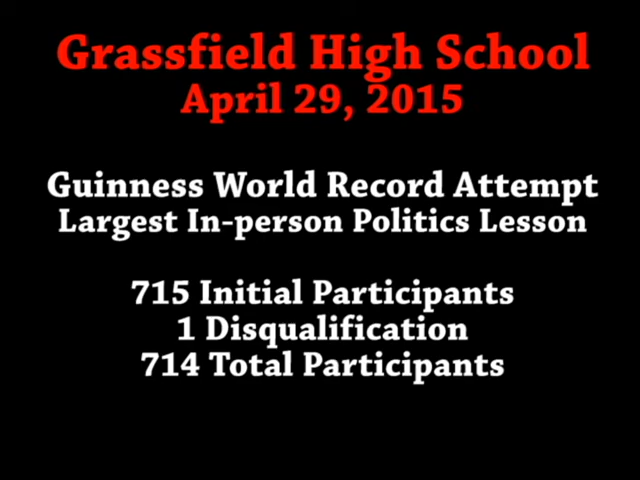 Grassfield High School
April 29, 2015
Guinness World Record Attempt
Largest In-person Politics Lesson
715 Initial Participants
1 Disqualification
714 Total Participants